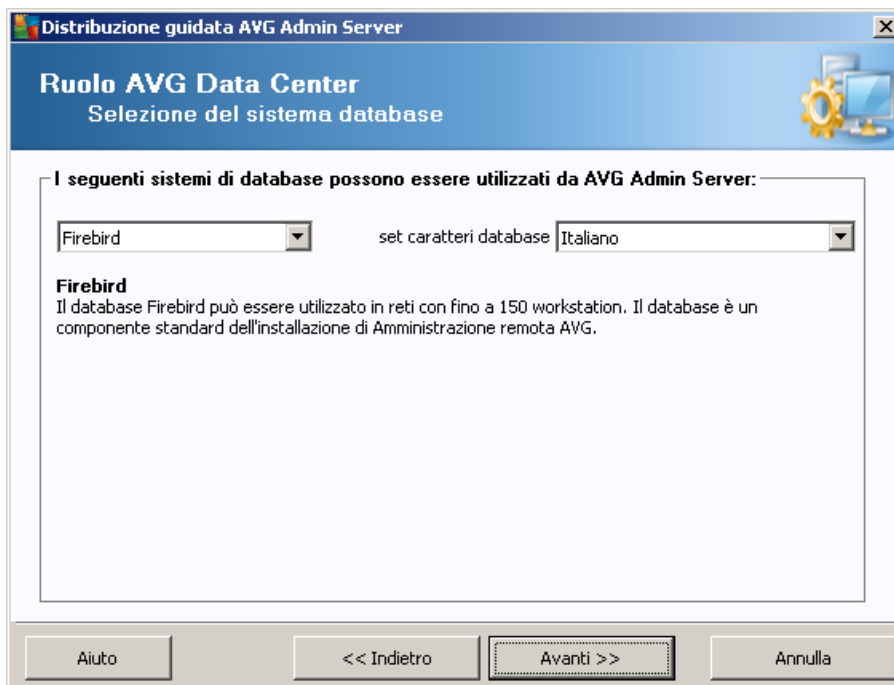 Distribuzione guidata AVG Admin Server
Ruolo AVG Data Center
Selezione del sistema database
I seguenti sistemi di database possono essere utilizzati da AVG Admin Server:
Firebird
set caratteri database Italiano
Firebird
Il database Firebird può essere utilizzato in reti con fino a 150 workstation. Il database è un
componente standard dell'installazione di Amministrazione remota AVG.
Aiuto
<< Indietro
Avanti >>
Annulla